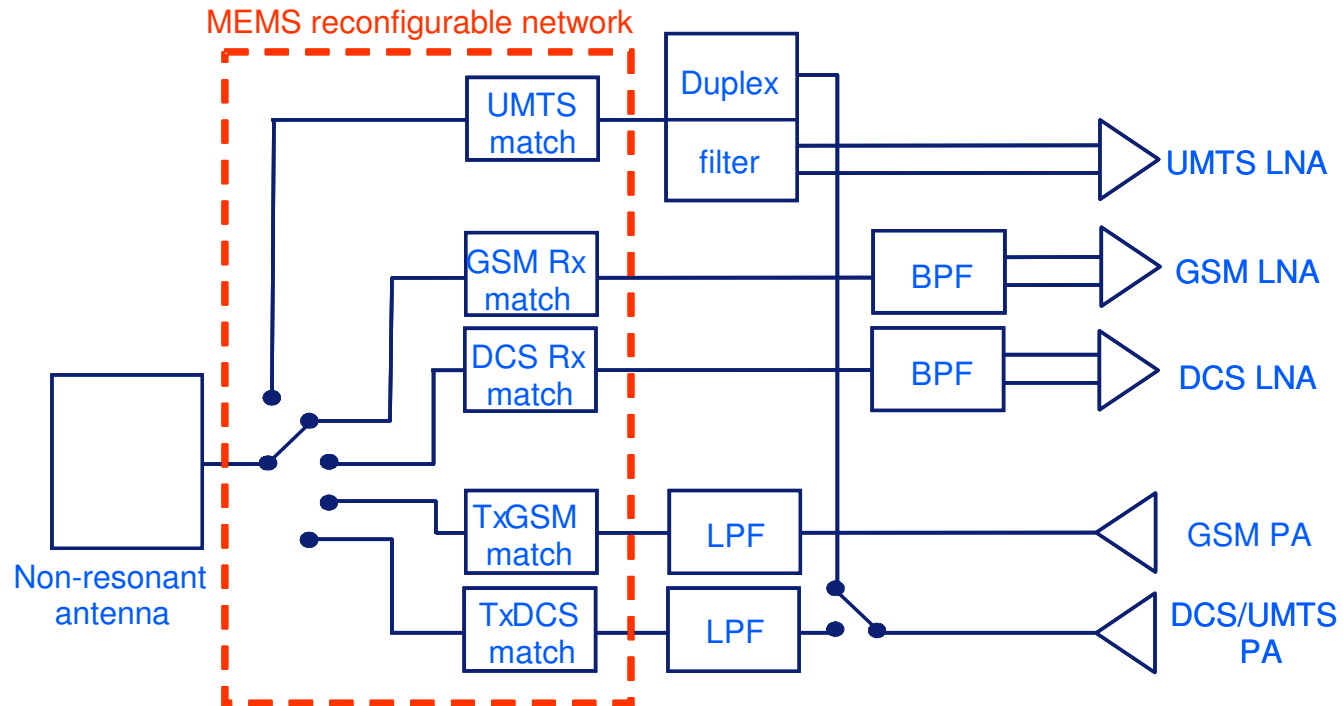 MEMS reconfigurable network
UMTS
match
Duplex
filter
UMTS LNA
GSM Rx
match
BPF
GSM LNA
DCS Rx
match
BPF
DCS LNA
Non-resonant
antenna
TxGSM
match
LPF
GSM PA
TxDCS
match
LPF
DCS/UMTS
PA